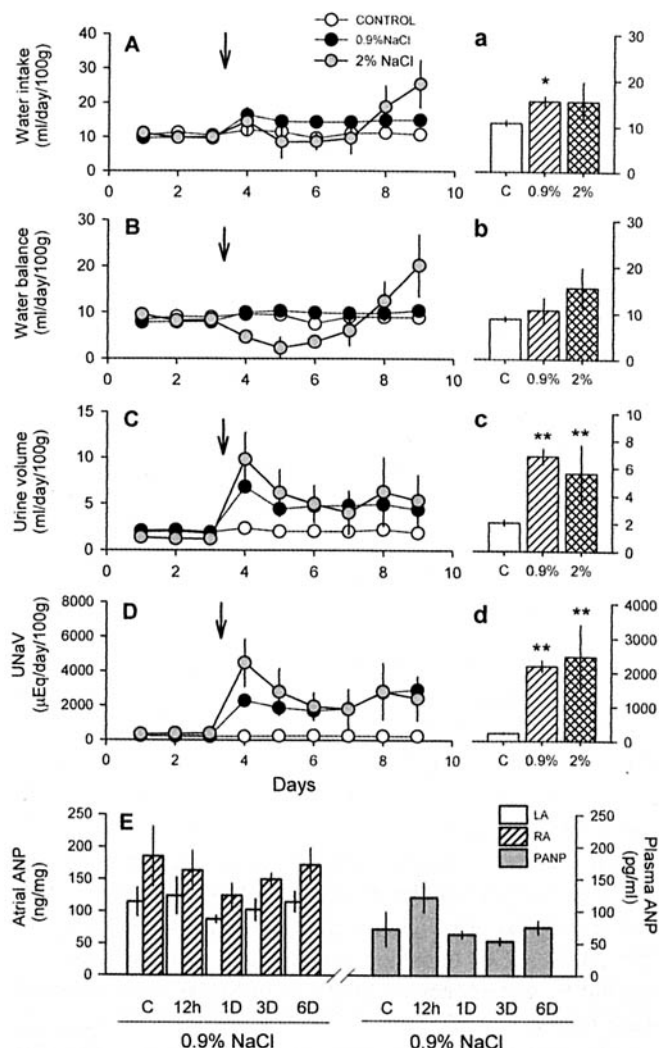 A
CONTROL
0.9%NaCl
2% NaCl
Water intake
(ml/day/100g)
40
30
20
10
0
0 2 4 6 8 10
a
*
30
20
10
0
C 0.9% 2%
B
Water balance
(ml/day/100g)
30
20
10
0
0 2 4 6 8 10
b
30
20
10
0
C 0.9% 2%
C
Urine volume
(ml/day/100g)
15
10
5
0
0 2 4 6 8 10
c
** **
10
8
6
4
2
0
C 0.9% 2%
D
UNaV
(µEq/day/100g)
8000
6000
4000
2000
0
0 2 4 6 8 10
Days
d
** **
4000
3000
2000
1000
0
C 0.9% 2%
E
Atrial ANP
(ng/mg)
250
200
150
100
50
0
LA
RA
PANP
250
200
150
100
50
0
Plasma ANP
(pg/ml)
C 12h 1D 3D 6D C 12h 1D 3D 6D
0.9% NaCl 0.9% NaCl